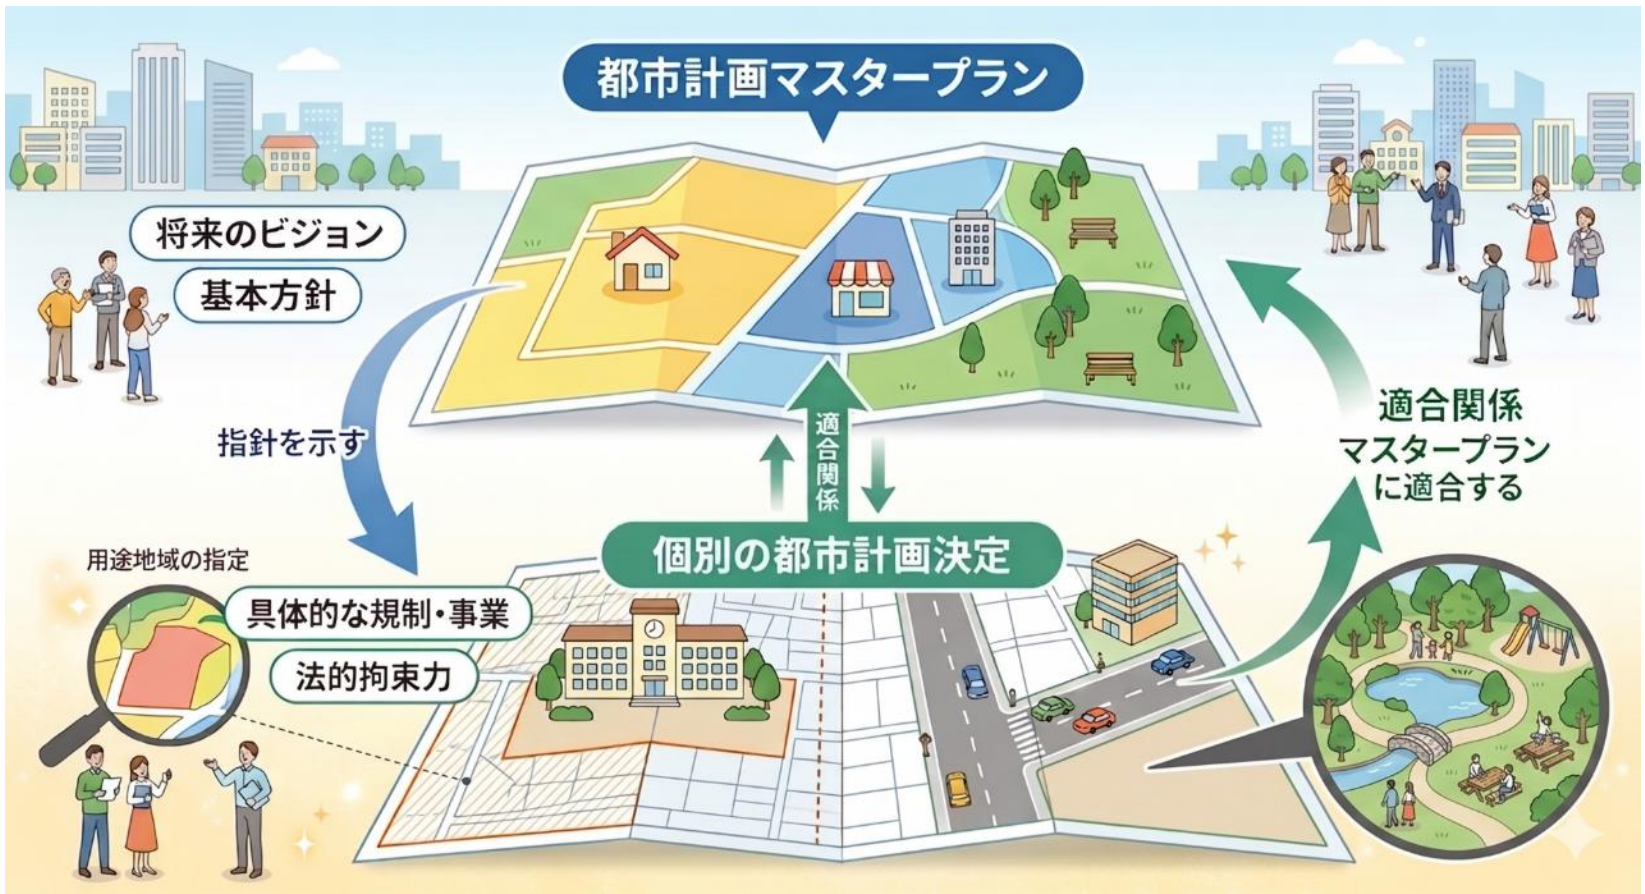 都市計画マスタープラン
将来のビジョン
基本方針
指針を示す
適合関係
適合関係
マスタープラン
に適合する
個別の都市計画決定
用途地域の指定
具体的な規制・事業
法的拘束力